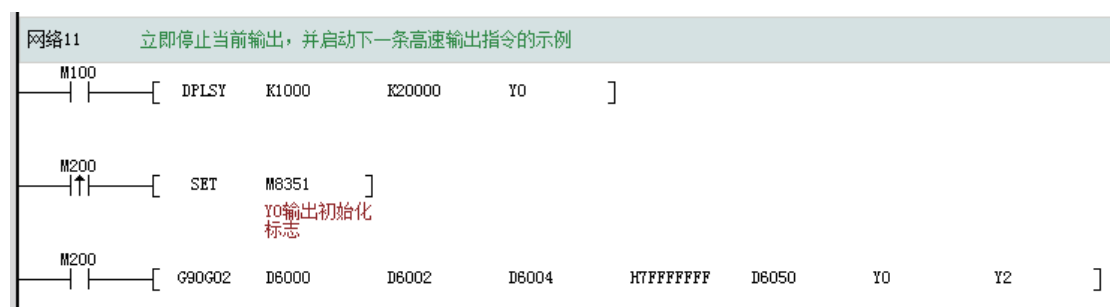 网络11 立即停止当前输出，并启动下一条高速输出指令的示例
M100
DPLSY K1000 K20000 Y0
M200
SET M8351
Y0输出初始化
标志
M200
G90G02 D6000 D6002 D6004 H7FFFFFFF D6050 Y0 Y2